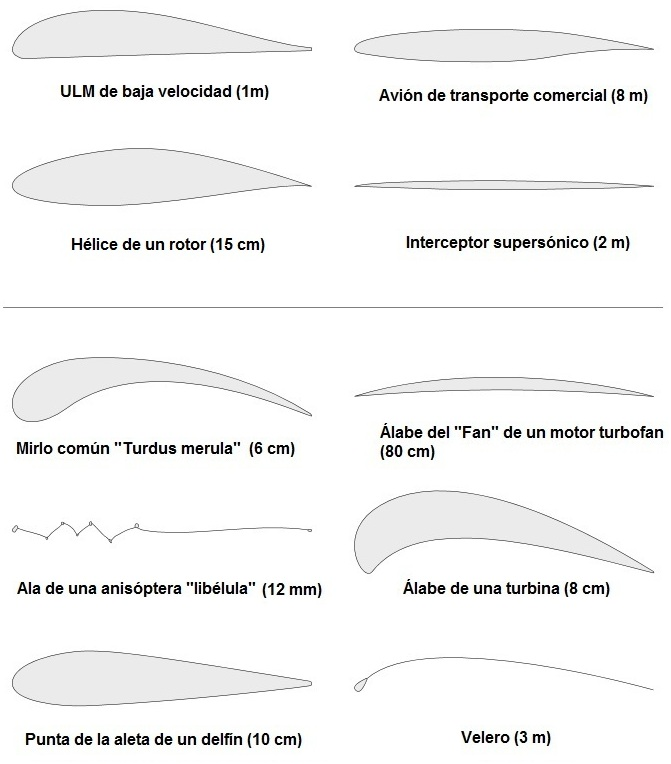 ULM de baja velocidad (1m)
Avión de transporte comercial (8 m)
Hélice de un rotor (15 cm)
Interceptor supersónico (2 m)
Mirlo común "Turdus merula" (6 cm)
Álabe del "Fan" de un motor turbofan
(80 cm)
Ala de una anisóptera "libélula" (12 mm)
Álabe de una turbina (8 cm)
Punta de la aleta de un delfín (10 cm)
Velero (3 m)